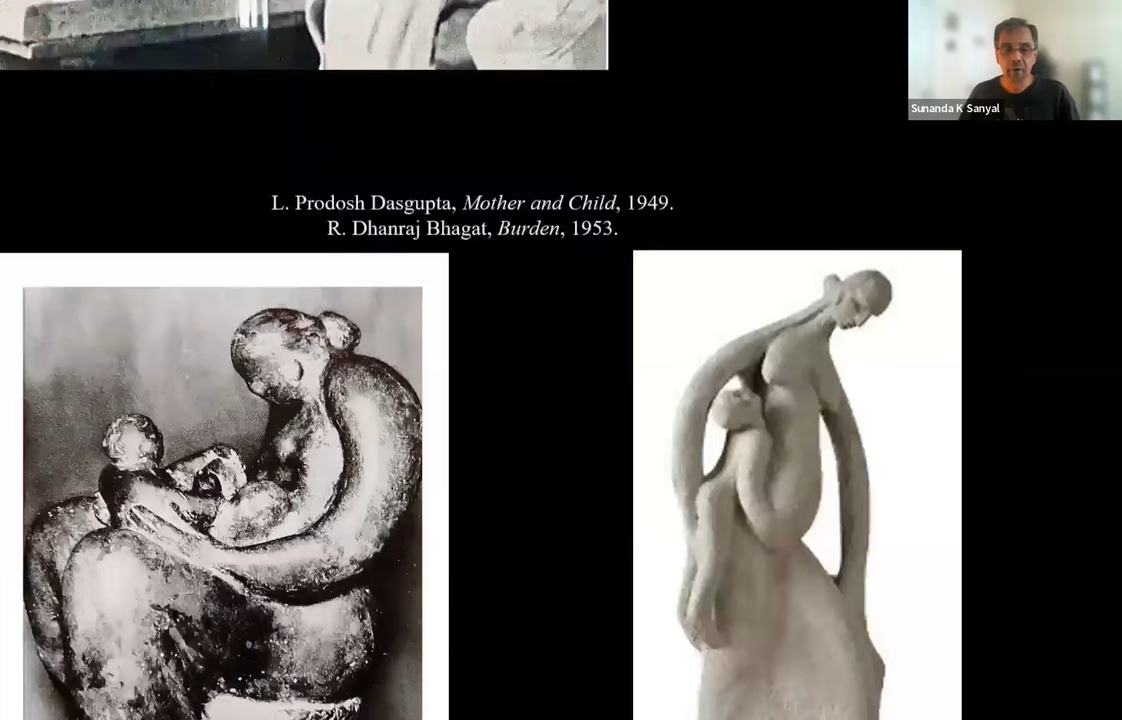 Sunanda K Sanyal
L. Prodosh Dasgupta, Mother and Child, 1949.
R. Dhanraj Bhagat, Burden, 1953.